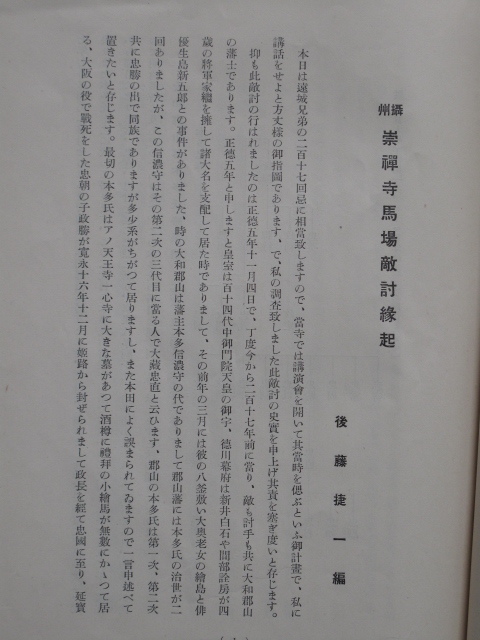 攝州 崇禪寺馬場敵討緣起
後藤捷一編
本日は遠城兄弟の二百十七回忌に相當致しますので、當寺では講演會を開いて其當時を偲ぶといふ御計畫で、私に
講話をせよと方丈樣の御指圖であります、で、私の調査致しました此敵討の史實を申上げ其責を塞ぎ度いと存じます。
抑も此敵討の行はれましたのは正德五年十一月四日で、丁度今から二百十七年前に當り、敵も討手も共に大和郡山
の藩士であります。正德五年と申しますと皇室は百十四代中御門院天皇の御宇、德川幕府は新井白石や間部詮房が四
歲の將軍家繼を擁して諸大名を支配して居た時でありまして、その前年の三月には彼の八釜敷い大奧老女の繪島と俳
優生島新五郎との事件がありました、時の大和郡山は藩主本多信濃守の代でありまして郡山藩には本多氏の治世が二
回ありましたが、この信濃守はその第二次の三代目に當る人で大藏忠直と云ひます、郡山の本多氏は第一次、第二次
共に忠勝の出で同族でありますが多少系がちがつて居りますし、また本田によく誤まられてゐますので一言申述べて
置きたいと存じます。最初の本多氏はアノ天王寺一心寺に大きな墓があつて酒樽に禮拜の小繪馬が無數にかゝつて居
る、大阪の役で戰死をした忠朝の子政勝が寬永十六年十二月に姬路から封ぜられまして政長を經て忠國に至り、延寶
( 1 )